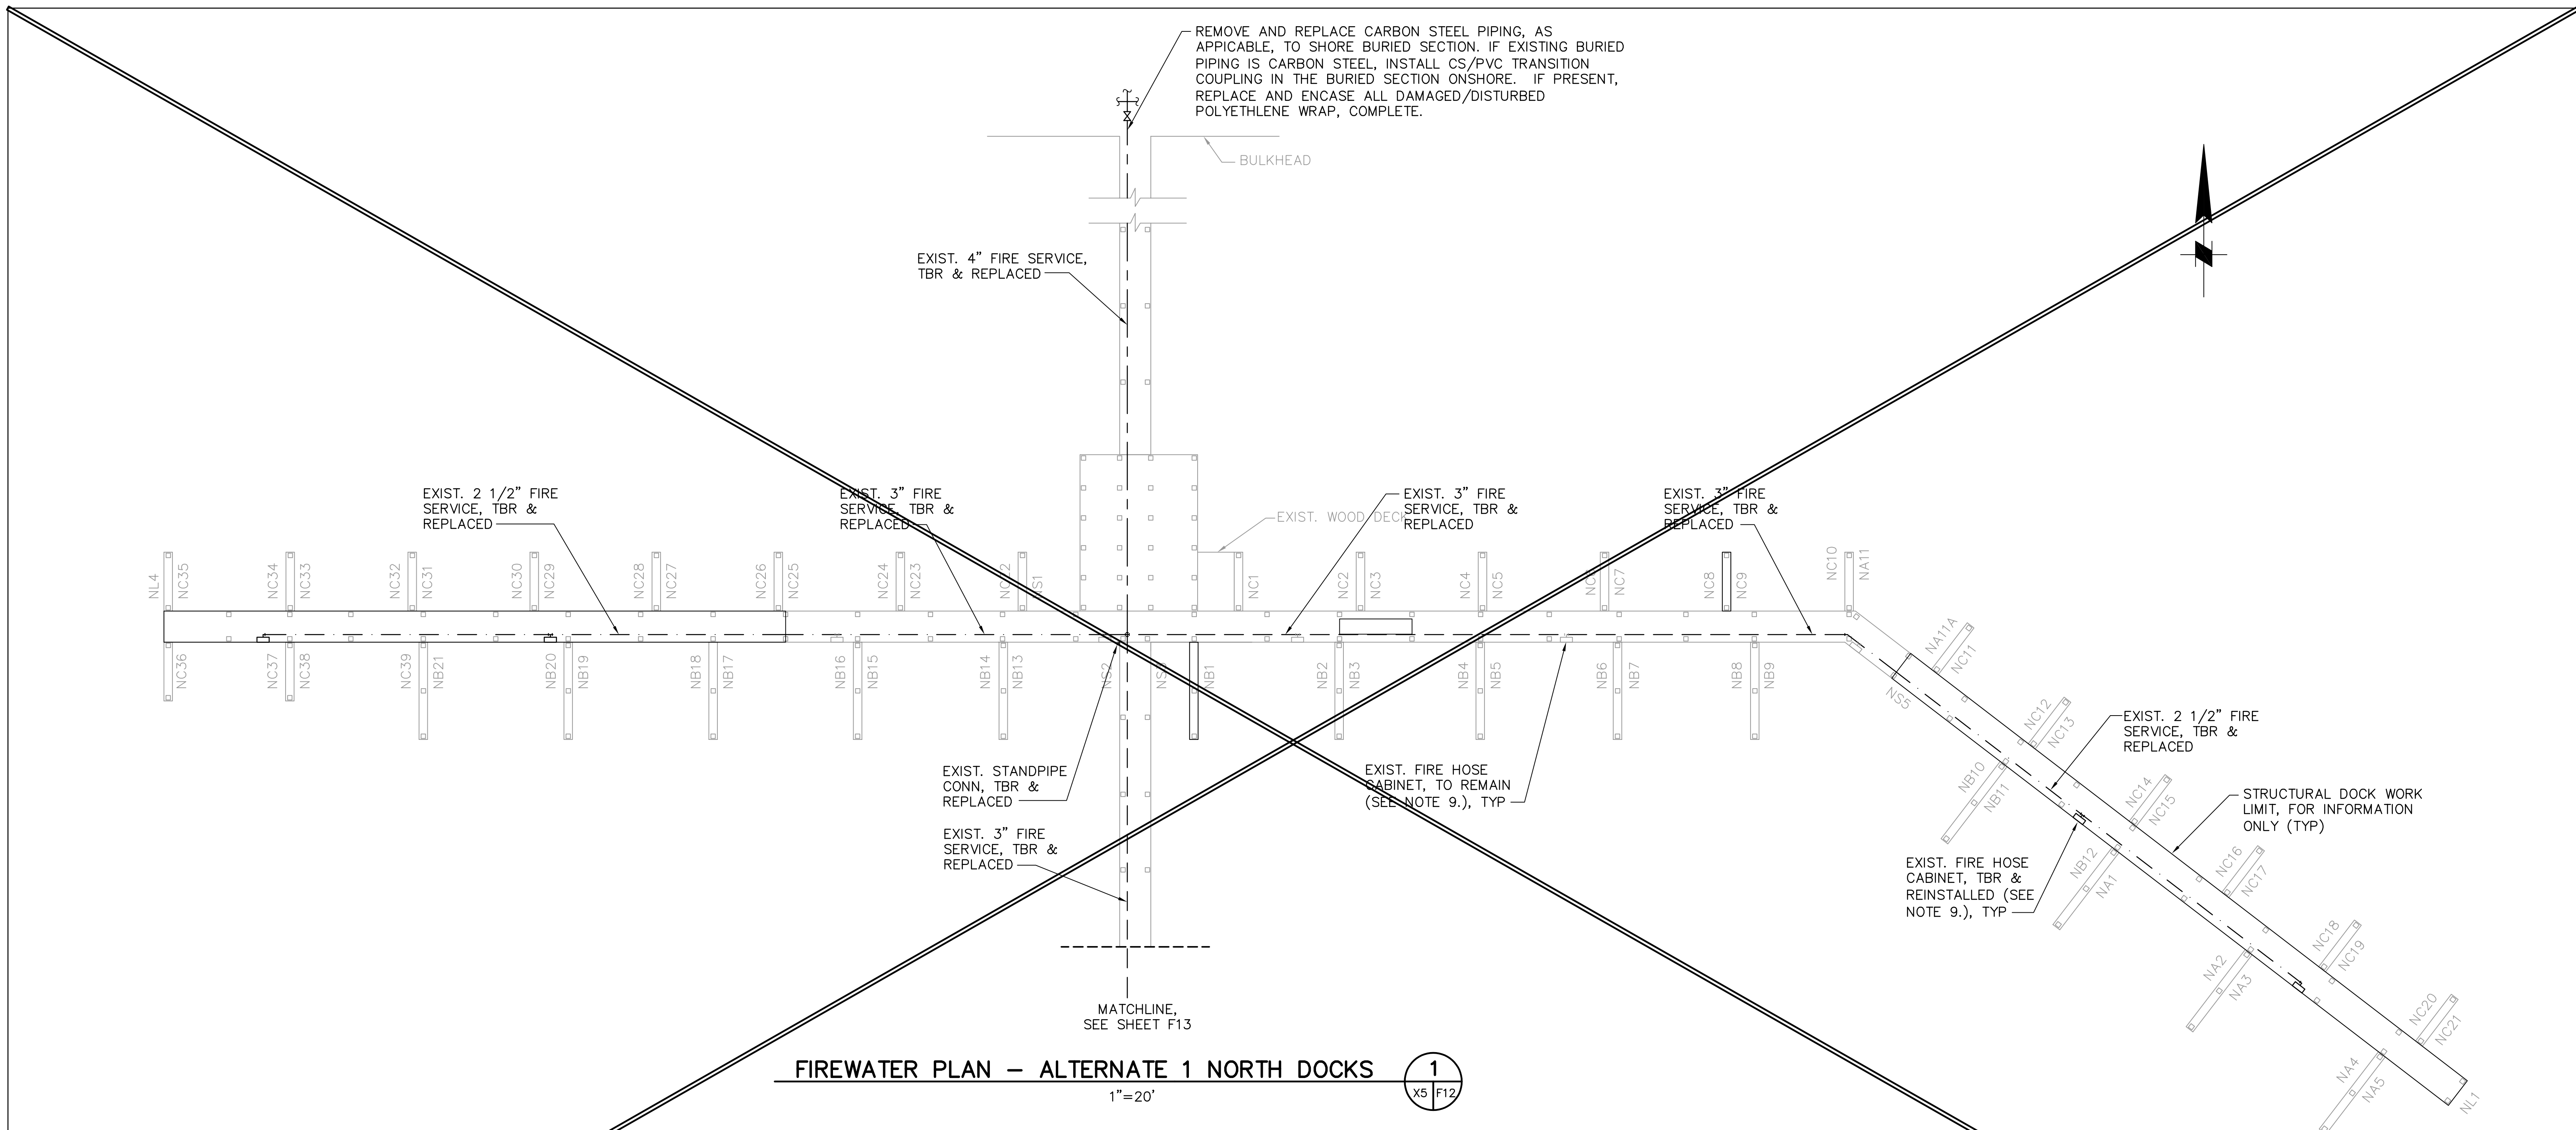 REMOVE AND REPLACE CARBON STEEL PIPING, AS
APPICABLE, TO SHORE BURIED SECTION. IF EXISTING BURIED
PIPING IS CARBON STEEL, INSTALL CS/PVC TRANSITION
COUPLING IN THE BURIED SECTION ONSHORE. IF PRESENT,
REPLACE AND ENCASE ALL DAMAGED/DISTURBED
POLYETHLENE WRAP, COMPLETE.
BULKHEAD
EXIST. 4" FIRE SERVICE,
TBR & REPLACED
EXIST. 2 1/2" FIRE
SERVICE, TBR &
REPLACED
EXIST. 3" FIRE
SERVICE, TBR &
REPLACED
EXIST. WOOD DECK
EXIST. 3" FIRE
SERVICE, TBR &
REPLACED
EXIST. 3" FIRE
SERVICE, TBR &
REPLACED
NL4
NC35
NC34
NC33
NC32
NC31
NC30
NC29
NC28
NC27
NC26
NC25
NC24
NC23
NS1
NC1
NC2
NC3
NC4
NC5
NC7
NC8
NC9
NC10
NA11
NC36
NC37
NC38
NC39
NB21
NB20
NB19
NB18
NB17
NB16
NB15
NB14
NB13
NS2
NB1
NB2
NB3
NB4
NB5
NB6
NB7
NB8
NB9
NA11A
NC11
NS5
NC12
NC13
NB10
NB11
NC14
NC15
NB12
NA1
NC16
NC17
NA2
NA3
NC18
NC19
NC20
NC21
NA4
NA5
NL1
EXIST. 2 1/2" FIRE
SERVICE, TBR &
REPLACED
STRUCTURAL DOCK WORK
LIMIT, FOR INFORMATION
ONLY (TYP)
EXIST. STANDPIPE
CONN, TBR &
REPLACED
EXIST. FIRE HOSE
CABINET, TO REMAIN
(SEE NOTE 9.), TYP
EXIST. 3" FIRE
SERVICE, TBR &
REPLACED
EXIST. FIRE HOSE
CABINET, TBR &
REINSTALLED (SEE
NOTE 9.), TYP
MATCHLINE,
SEE SHEET F13
FIREWATER PLAN – ALTERNATE 1 NORTH DOCKS
1"=20'
1
X5 F12